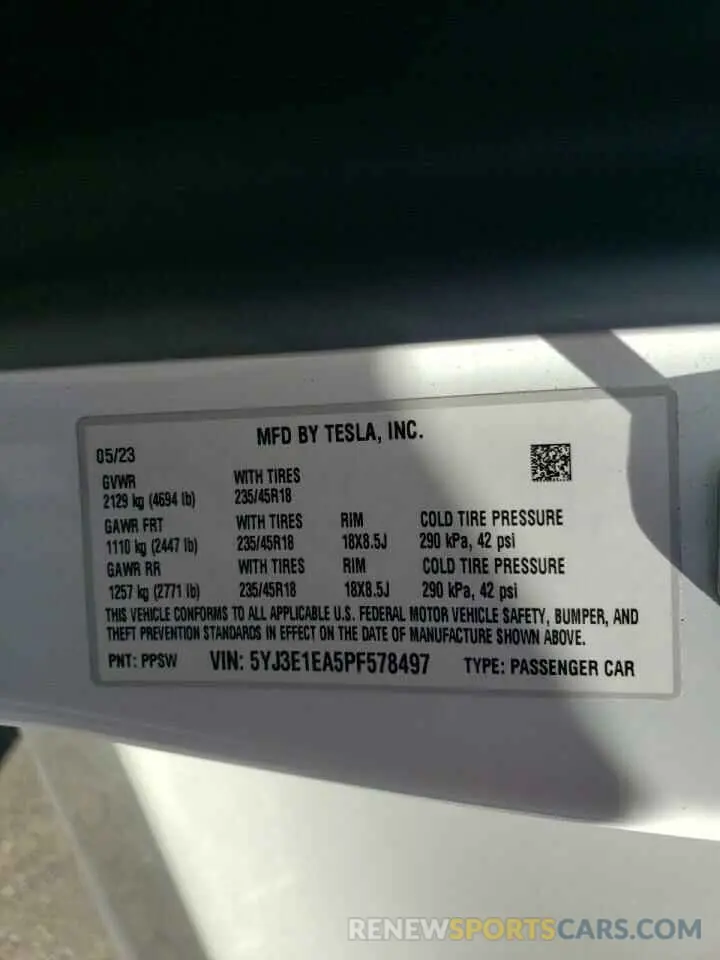 MFD BY TESLA, INC.
05/23
GVWR WITH TIRES
2129 kg (4694 lb) 235/45R18
GAWR FRT WITH TIRES RIM COLD TIRE PRESSURE
1110 kg (2447 lb) 235/45R18 18X8.5J 290 kPa, 42 psi
GAWR RR WITH TIRES RIM COLD TIRE PRESSURE
1257 kg (2771 lb) 235/45R18 18X8.5J 290 kPa, 42 psi
THIS VEHICLE CONFORMS TO ALL APPLICABLE U.S. FEDERAL MOTOR VEHICLE SAFETY, BUMPER, AND
THEFT PREVENTION STANDARDS IN EFFECT ON THE DATE OF MANUFACTURE SHOWN ABOVE.
PNT: PPSW VIN: 5YJ3E1EA5PF578497 TYPE: PASSENGER CAR
RENEWSPORTSCARS.COM